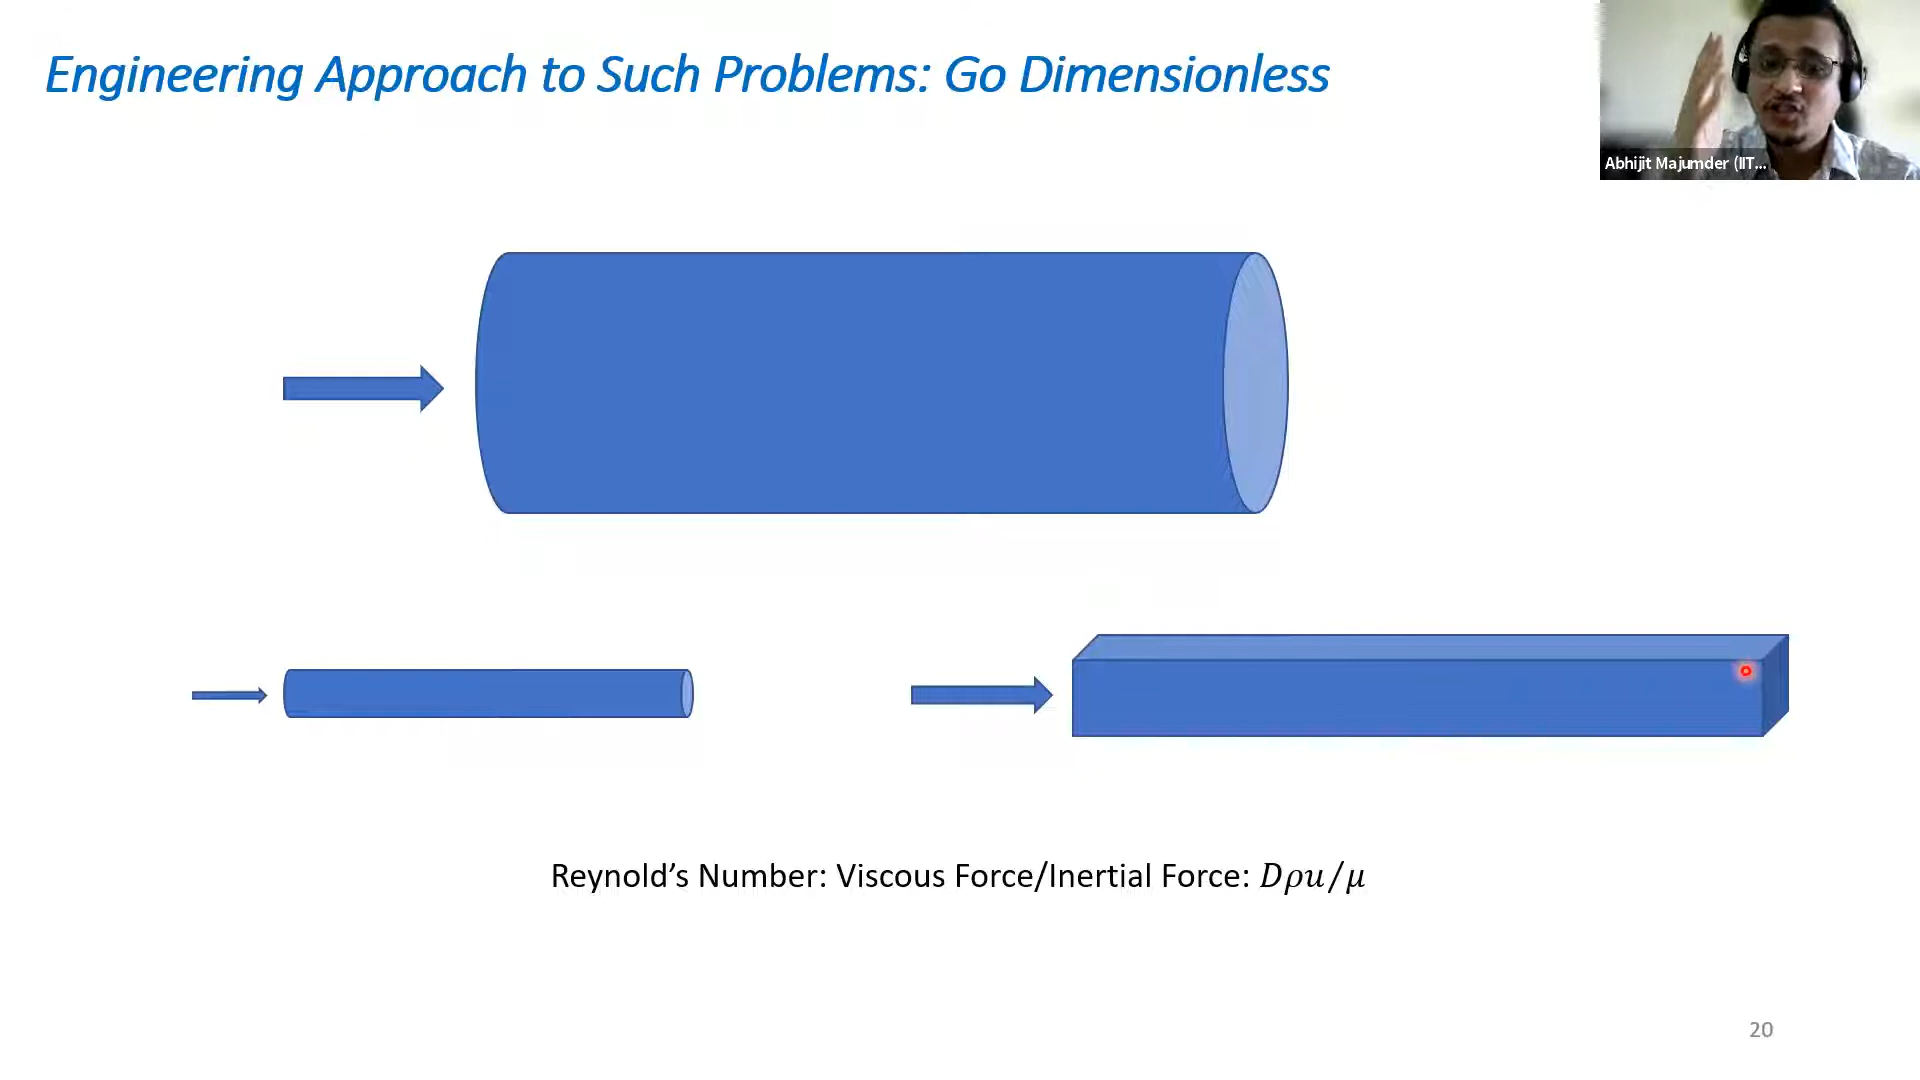 Engineering Approach to Such Problems: Go Dimensionless
Abhijit Majumder (IIT...
Reynold’s Number: Viscous Force/Inertial Force: 𝐷𝜌𝑢/𝜇
20